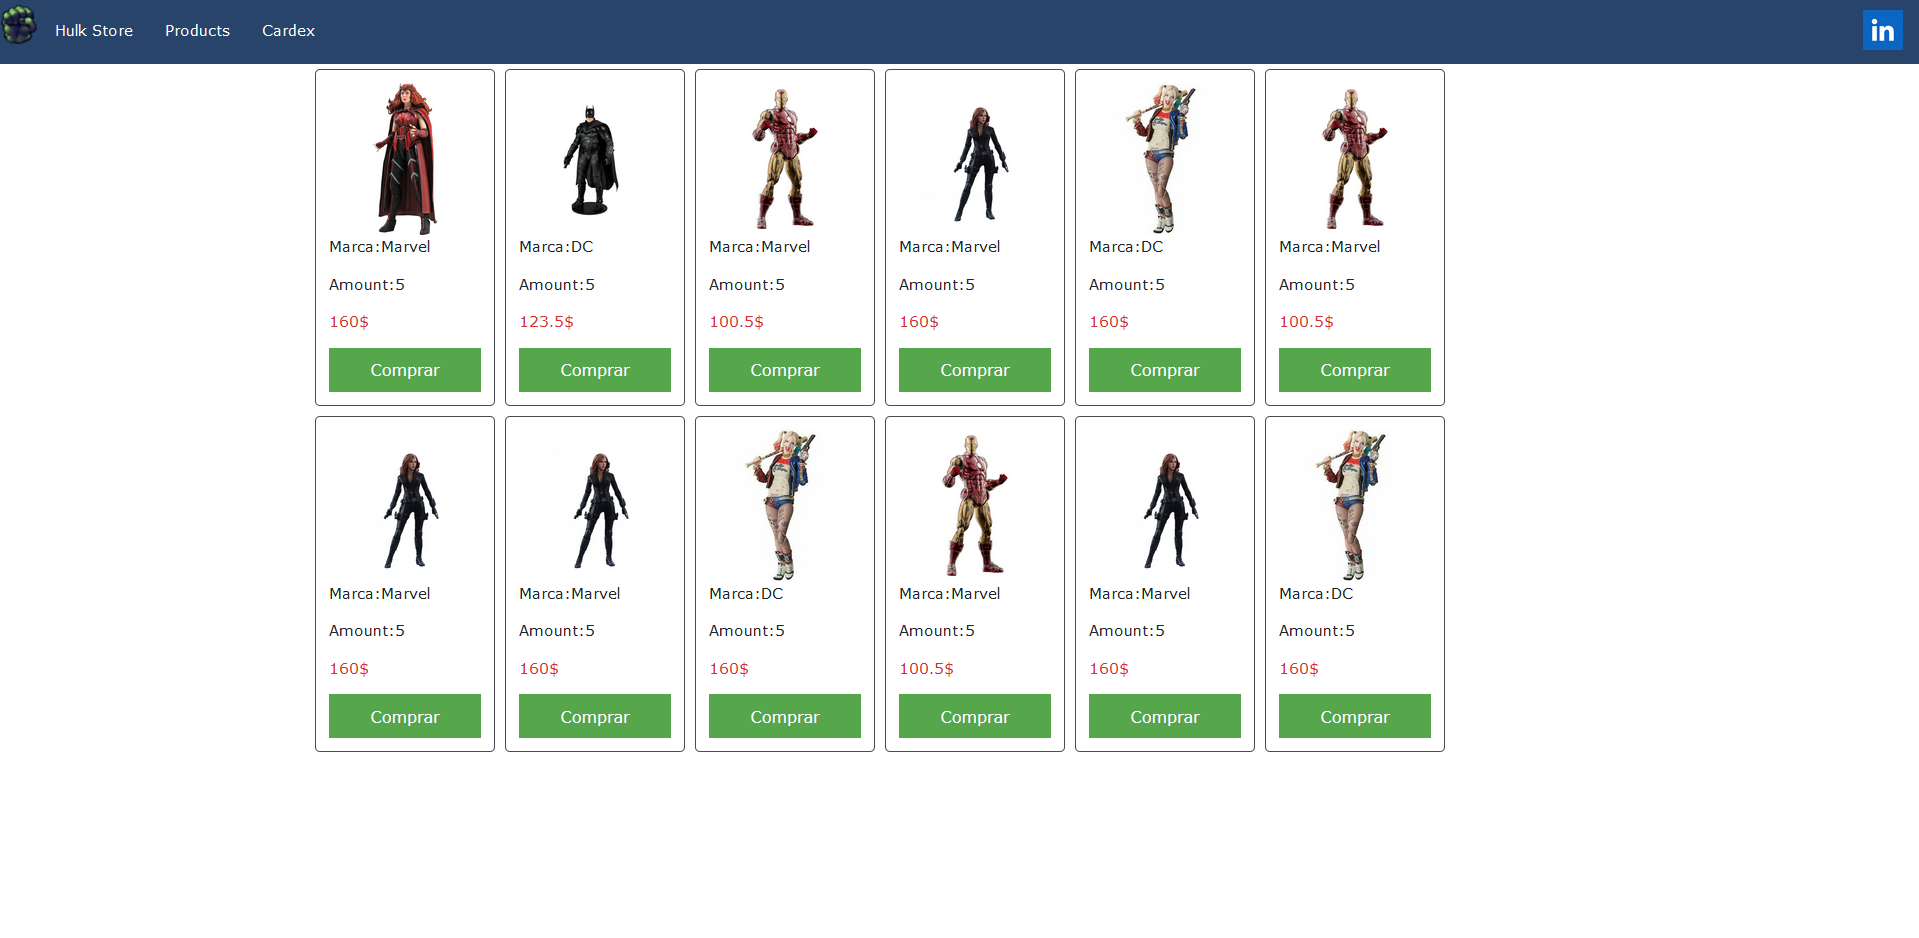 Hulk Store Products Cardex in
Marca:Marvel Marca:DC Marca:Marvel Marca:Marvel Marca:DC Marca:Marvel
Amount:5 Amount:5 Amount:5 Amount:5 Amount:5 Amount:5
160$ 123.5$ 100.5$ 160$ 160$ 100.5$
Comprar Comprar Comprar Comprar Comprar Comprar
Marca:Marvel Marca:Marvel Marca:DC Marca:Marvel Marca:Marvel Marca:DC
Amount:5 Amount:5 Amount:5 Amount:5 Amount:5 Amount:5
160$ 160$ 160$ 100.5$ 160$ 160$
Comprar Comprar Comprar Comprar Comprar Comprar